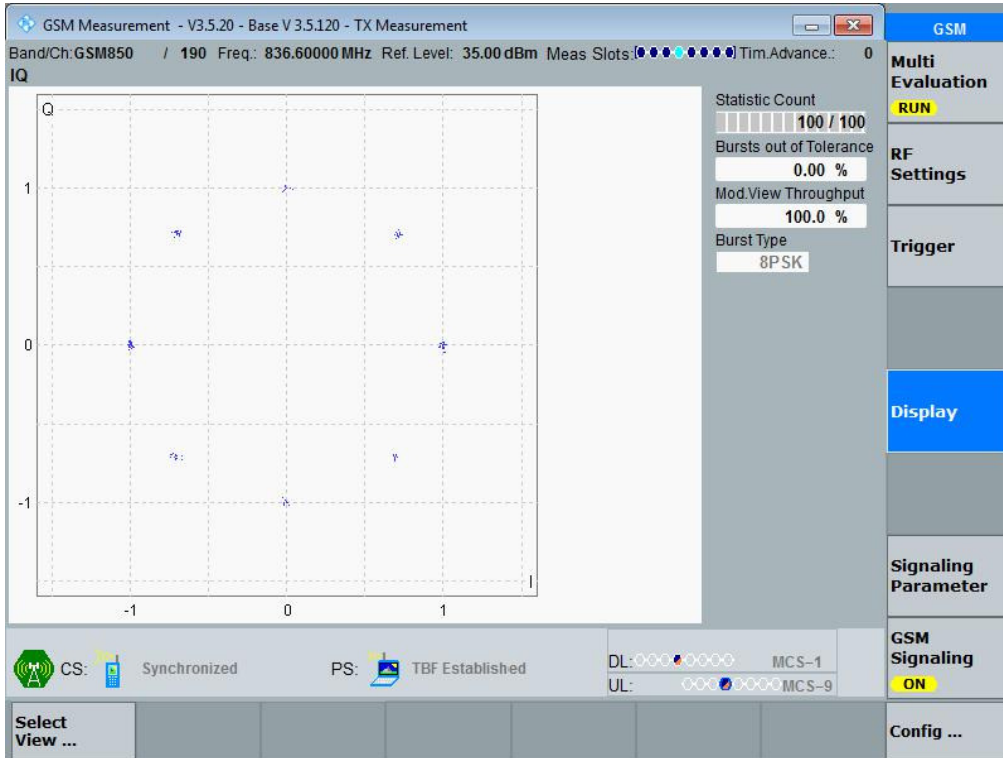 GSM Measurement - V3.5.20 - Base V 3.5.120 - TX Measurement
GSM
Band/Ch:GSM850 / 190 Freq.: 836.60000 MHz Ref. Level: 35.00 dBm Meas Slots: Tim.Advance.: 0
IQ
Q
1
0
-1
-1 0 1
I
Statistic Count
100 / 100
Bursts out of Tolerance
0.00 %
Mod.View Throughput
100.0 %
Burst Type
8PSK
Multi
Evaluation
RUN
RF
Settings
Trigger
Display
Signaling
Parameter
GSM
Signaling
ON
CS: Synchronized PS: TBF Established DL: MCS-1
UL: MCS-9
Select
View ...
Config ...